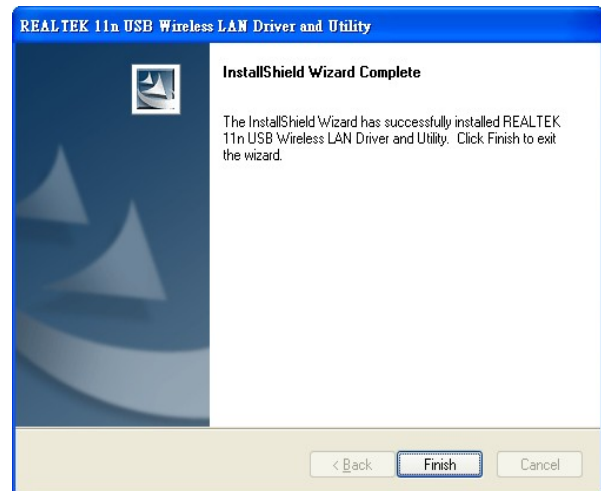 REALTEK 11n USB Wireless LAN Driver and Utility
InstallShield Wizard Complete
The InstallShield Wizard has successfully installed REALTEK
11n USB Wireless LAN Driver and Utility. Click Finish to exit
the wizard.
< Back Finish Cancel